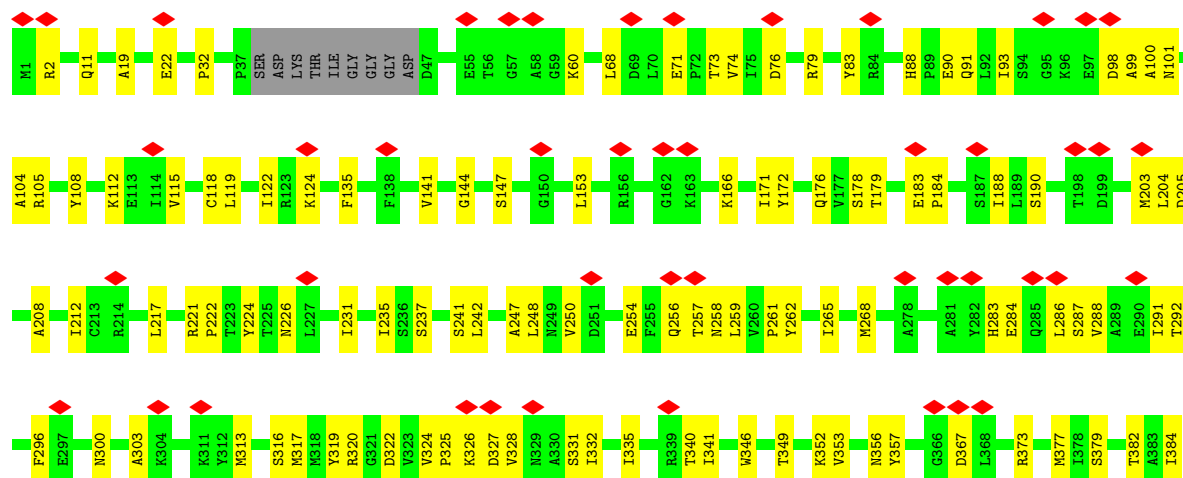 M1 R2 Q11 A19 E22 P32 P37 SER ASP LYS THR ILE GLY GLY GLY ASP D47 E55 T56 G57 A58 G59 K60 L68 D69 L70 E71 P72 T73 V74 I75 D76 R79 Y83 R84 H88 P89 E90 Q91 L92 I93 S94 G95 K96 E97 D98 A99 A100 N101
A104 R105 Y108 K112 E113 I114 V115 C118 L119 I122 R123 K124 F135 F138 V141 G144 S147 G150 L153 R156 G162 K163 K166 I171 Y172 Q176 V177 S178 T179 E183 P184 S187 I188 L189 S190 T198 D199 M203 L204 D205
A208 I212 C213 R214 L217 R221 P222 T223 Y224 T225 N226 L227 I231 I235 S236 S237 S241 L242 A247 L248 N249 V250 D251 E254 F255 Q256 T257 N258 L259 V260 P261 Y262 I265 M268 A278 A281 Y282 H283 E284 Q285 L286 S287 V288 A289 E290 I291 T292
F296 E297 N300 A303 K304 K311 Y312 M313 S316 M317 M318 Y319 R320 G321 D322 V323 V324 P325 K326 D327 V328 N329 A330 S331 I332 I335 R339 T340 I341 W346 T349 K352 V353 N356 Y357 G366 D367 L368 R373 M377 I378 S379 T382 A383 I384